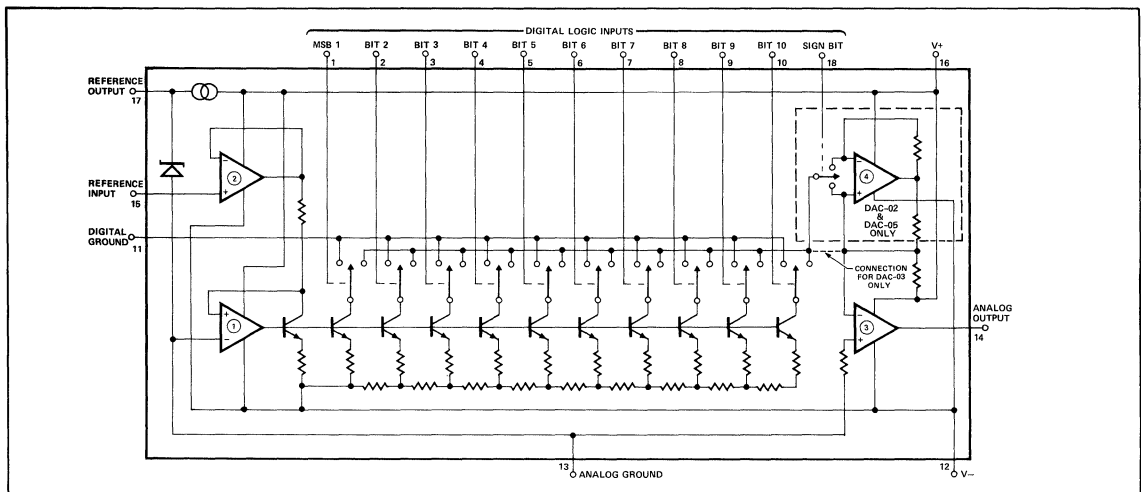 DIGITAL LOGIC INPUTS
MSB 1 BIT 2 BIT 3 BIT 4 BIT 5 BIT 6 BIT 7 BIT 8 BIT 9 BIT 10 SIGN BIT V+
1 2 3 4 5 6 7 8 9 10 18 16
REFERENCE
OUTPUT
17
2
4
REFERENCE
INPUT
15
DAC-02
&
DAC-05
ONLY
DIGITAL
GROUND
11
CONNECTION
FOR DAC-03
ONLY
1
3
ANALOG
OUTPUT
14
13
ANALOG GROUND
12
V−